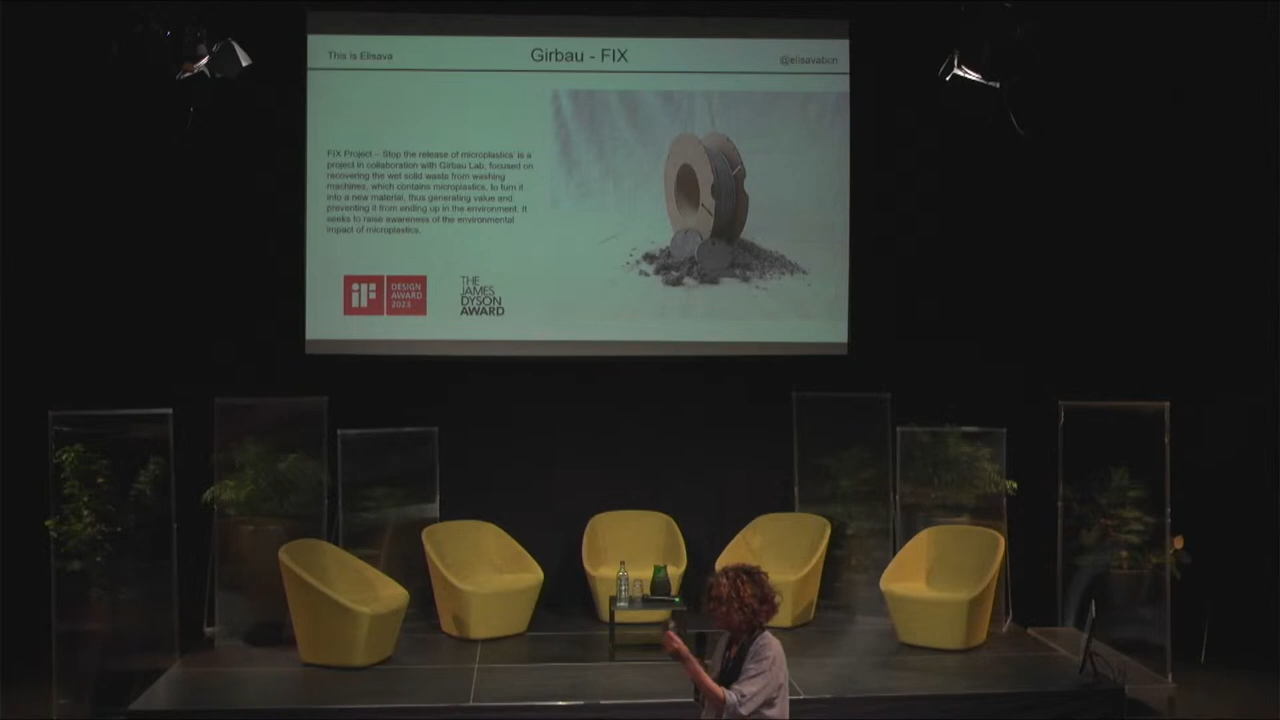 This is Elisava
Girbau - FIX
@elisavabcn
FIX Project – 'Stop the release of microplastics' is a
project in collaboration with Girbau Lab, focused on
recovering the wet solid waste from washing
machines, which contains microplastics, to turn it
into a new material, thus generating value and
preventing it from ending up in the environment. It
seeks to raise awareness of the environmental
impact of microplastics.
iF
DESIGN
AWARD
2023
THE
JAMES
DYSON
AWARD